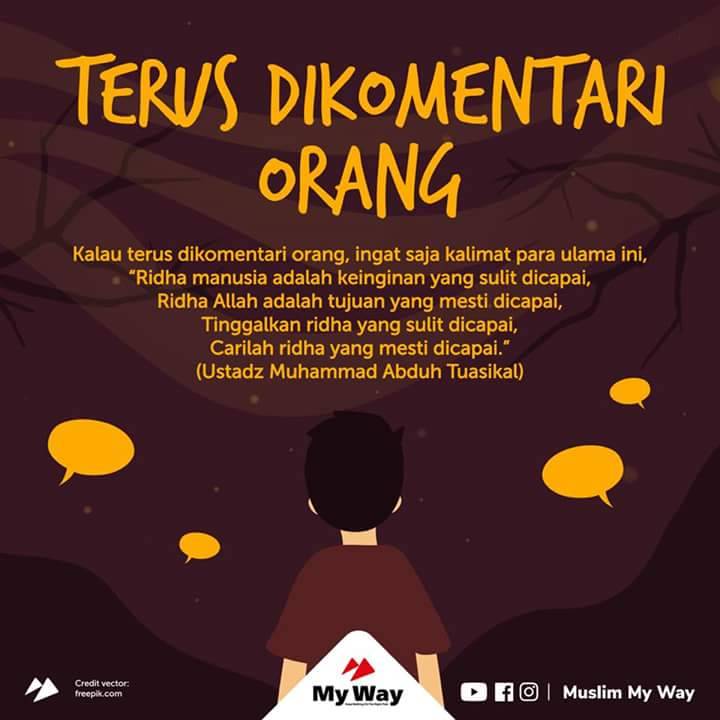 TERUS DIKOMENTARI
ORANG
Kalau terus dikomentari orang, ingat saja kalimat para ulama ini,
“Ridha manusia adalah keinginan yang sulit dicapai,
Ridha Allah adalah tujuan yang mesti dicapai,
Tinggalkan ridha yang sulit dicapai,
Carilah ridha yang mesti dicapai.”
(Ustadz Muhammad Abduh Tuasikal)
Credit vector:
freepik.com
My Way
Muslim My Way